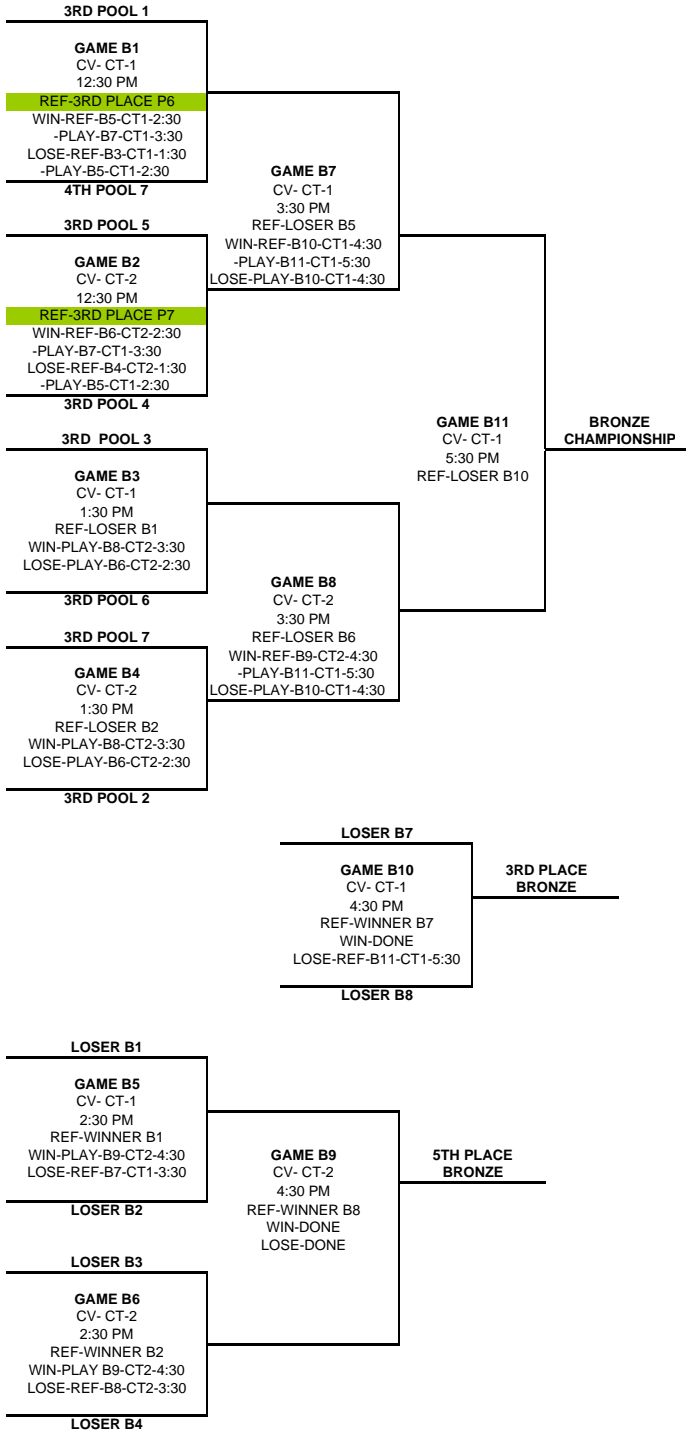 3RD POOL 1
GAME B1
CV- CT-1
12:30 PM
REF-3RD PLACE P6
WIN-REF-B5-CT1-2:30
-PLAY-B7-CT1-3:30
LOSE-REF-B3-CT1-1:30
-PLAY-B5-CT1-2:30
4TH POOL 7
3RD POOL 5
GAME B2
CV- CT-2
12:30 PM
REF-3RD PLACE P7
WIN-REF-B6-CT2-2:30
-PLAY-B7-CT1-3:30
LOSE-REF-B4-CT2-1:30
-PLAY-B5-CT1-2:30
3RD POOL 4
GAME B7
CV- CT-1
3:30 PM
REF-LOSER B5
WIN-REF-B10-CT1-4:30
-PLAY-B11-CT1-5:30
LOSE-PLAY-B10-CT1-4:30
3RD  POOL 3
GAME B3
CV- CT-1
1:30 PM
REF-LOSER B1
WIN-PLAY-B8-CT2-3:30
LOSE-PLAY-B6-CT2-2:30
3RD POOL 6
3RD POOL 7
GAME B4
CV- CT-2
1:30 PM
REF-LOSER B2
WIN-PLAY-B8-CT2-3:30
LOSE-PLAY-B6-CT2-2:30
3RD POOL 2
GAME B8
CV- CT-2
3:30 PM
REF-LOSER B6
WIN-REF-B9-CT2-4:30
-PLAY-B11-CT1-5:30
LOSE-PLAY-B10-CT1-4:30
GAME B11
CV- CT-1
5:30 PM
REF-LOSER B10
BRONZE
CHAMPIONSHIP
LOSER B7
GAME B10
CV- CT-1
4:30 PM
REF-WINNER B7
WIN-DONE
LOSE-REF-B11-CT1-5:30
LOSER B8
3RD PLACE
BRONZE
LOSER B1
GAME B5
CV- CT-1
2:30 PM
REF-WINNER B1
WIN-PLAY-B9-CT2-4:30
LOSE-REF-B7-CT1-3:30
LOSER B2
LOSER B3
GAME B6
CV- CT-2
2:30 PM
REF-WINNER B2
WIN-PLAY B9-CT2-4:30
LOSE-REF-B8-CT2-3:30
LOSER B4
GAME B9
CV- CT-2
4:30 PM
REF-WINNER B8
WIN-DONE
LOSE-DONE
5TH PLACE
BRONZE